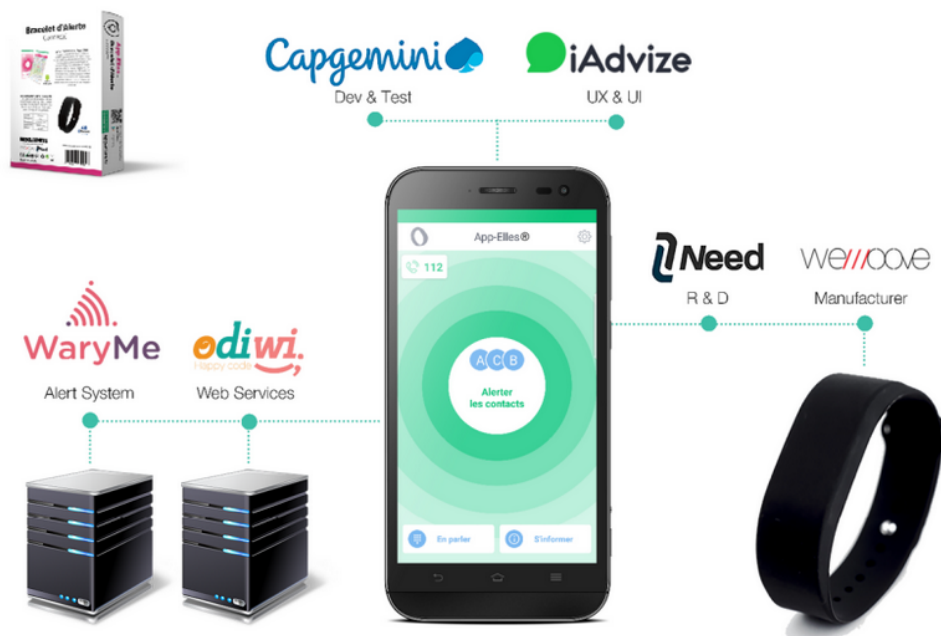 Bracelet d'Alerte
Capgemini
iAdvize
Dev & Test
UX & UI
App-Elles®
112
A C B
Alerter
les contacts
En parler
S'informer
Need
R & D
wemoove
Manufacturer
WaryMe
Alert System
odiwi.
Happy code
Web Services